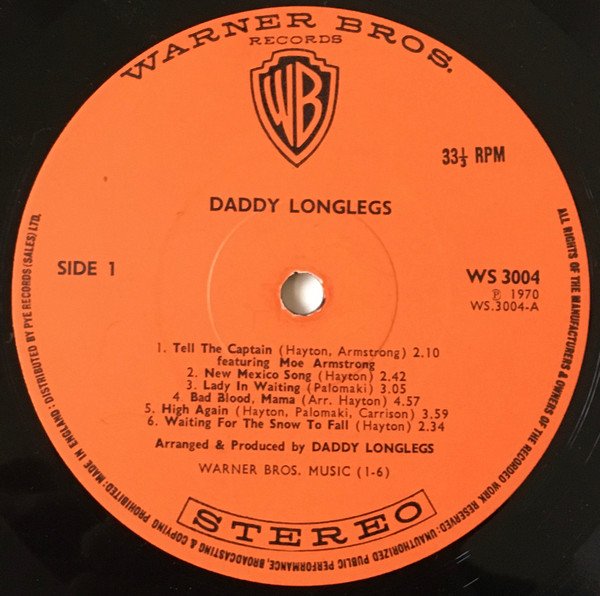 WARNER BROS.
RECORDS
WB
33⅓ RPM
DADDY LONGLEGS
SIDE 1
WS 3004
Ⓟ 1970
WS.3004-A
1. Tell The Captain (Hayton, Armstrong) 2.10
featuring Moe Armstrong
2. New Mexico Song (Hayton) 2.42
3. Lady In Waiting (Palomaki) 3.05
4. Bad Blood, Mama (Arr. Hayton) 4.57
5. High Again (Hayton, Palomaki, Carrison) 3.59
6. Waiting For The Snow To Fall (Hayton) 2.34
Arranged & Produced by DADDY LONGLEGS
WARNER BROS. MUSIC (1-6)
STEREO
ALL RIGHTS OF THE MANUFACTURERS & OWNERS OF THE RECORDED WORK RESERVED: UNAUTHORIZED PUBLIC PERFORMANCE, BROADCASTING & COPYING PROHIBITED: MADE IN ENGLAND: DISTRIBUTED BY PYE RECORDS (SALES) LTD.